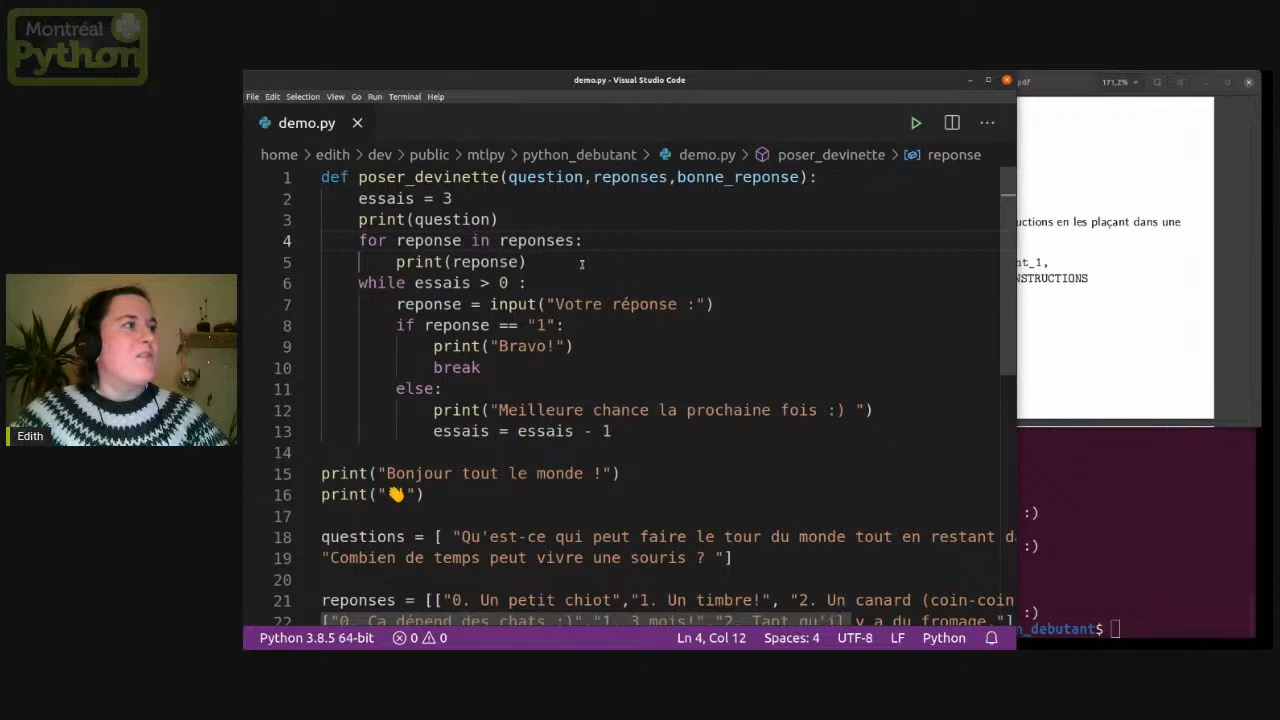 Montréal
Python
demo.py - Visual Studio Code
File Edit Selection View Go Run Terminal Help
demo.py
home > edith > dev > public > mtlpy > python_debutant > demo.py > poser_devinette > reponse
1 def poser_devinette(question,reponses,bonne_reponse):
2 essais = 3
3 print(question)
4 for reponse in reponses:
5 print(reponse)
6 while essais > 0 :
7 reponse = input("Votre réponse :")
8 if reponse == "1":
9 print("Bravo!")
10 break
11 else:
12 print("Meilleure chance la prochaine fois :) ")
13 essais = essais - 1
14
15 print("Bonjour tout le monde !")
16 print("👏")
17
18 questions = [ "Qu'est-ce qui peut faire le tour du monde tout en restant da
19 "Combien de temps peut vivre une souris ? "]
20
21 reponses = [["0. Un petit chiot","1. Un timbre!", "2. Un canard (coin-coin
22 ["0. Ça dépend des chats :)","1. 3 mois!","2. Tant qu'il y a du fromage."]
Python 3.8.5 64-bit 0 0 Ln 4, Col 12 Spaces: 4 UTF-8 LF Python
df 171,2%
uctions en les plaçant dans une
nt_1,
NSTRUCTIONS
:)
:)
:)
n_debutant$
Edith